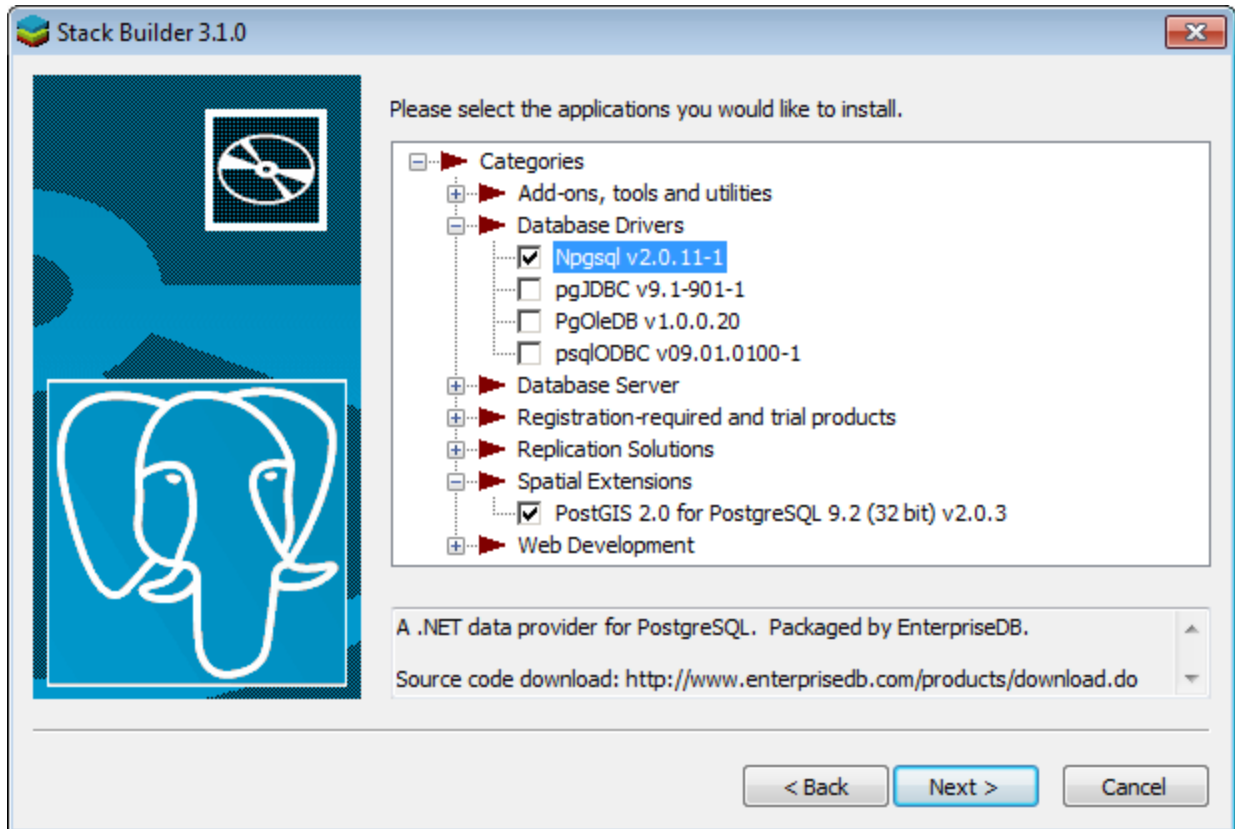 Stack Builder 3.1.0
Please select the applications you would like to install.
Categories
Add-ons, tools and utilities
Database Drivers
Npgsql v2.0.11-1
pgJDBC v9.1-901-1
PgOleDB v1.0.0.20
psqlODBC v09.01.0100-1
Database Server
Registration-required and trial products
Replication Solutions
Spatial Extensions
PostGIS 2.0 for PostgreSQL 9.2 (32 bit) v2.0.3
Web Development
A .NET data provider for PostgreSQL.  Packaged by EnterpriseDB.
Source code download: http://www.enterprisedb.com/products/download.do
< Back Next > Cancel